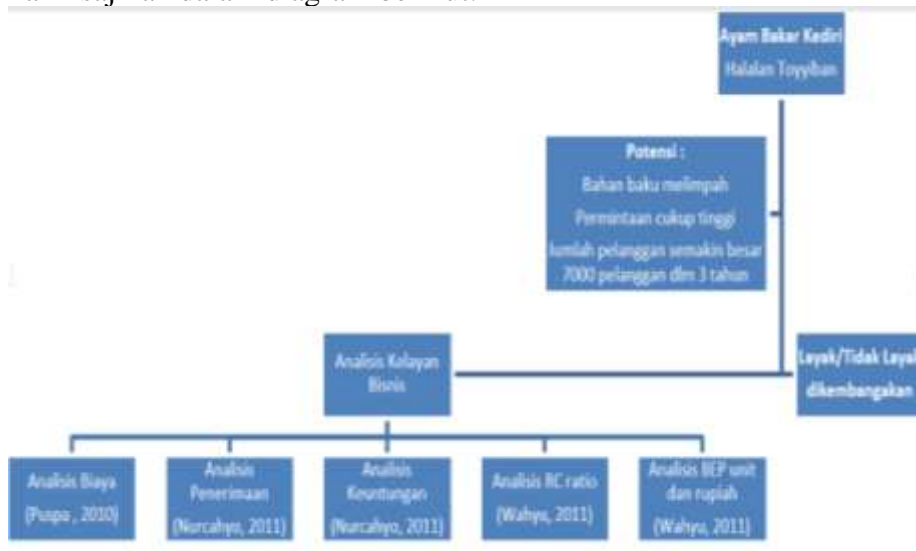 Ayam Bakar Kediri
Halalan Toyyiban
Potensi :
Bahan baku melimpah
Permintaan cukup tinggi
Jumlah pelanggan semakin besar
7000 pelanggan dlm 3 tahun
Analisis Kelayan
Bisnis
Layak/Tidak Layak
dikembangakan
Analisis Biaya
(Puspo , 2010)
Analisis
Penerimaan
(Nurcahyo, 2011)
Analisis
Keuntungan
(Nurcahyo, 2011)
Analisis RC ratio
(Wahyu, 2011)
Analisis BEP unit
dan rupiah
(Wahyu, 2011)